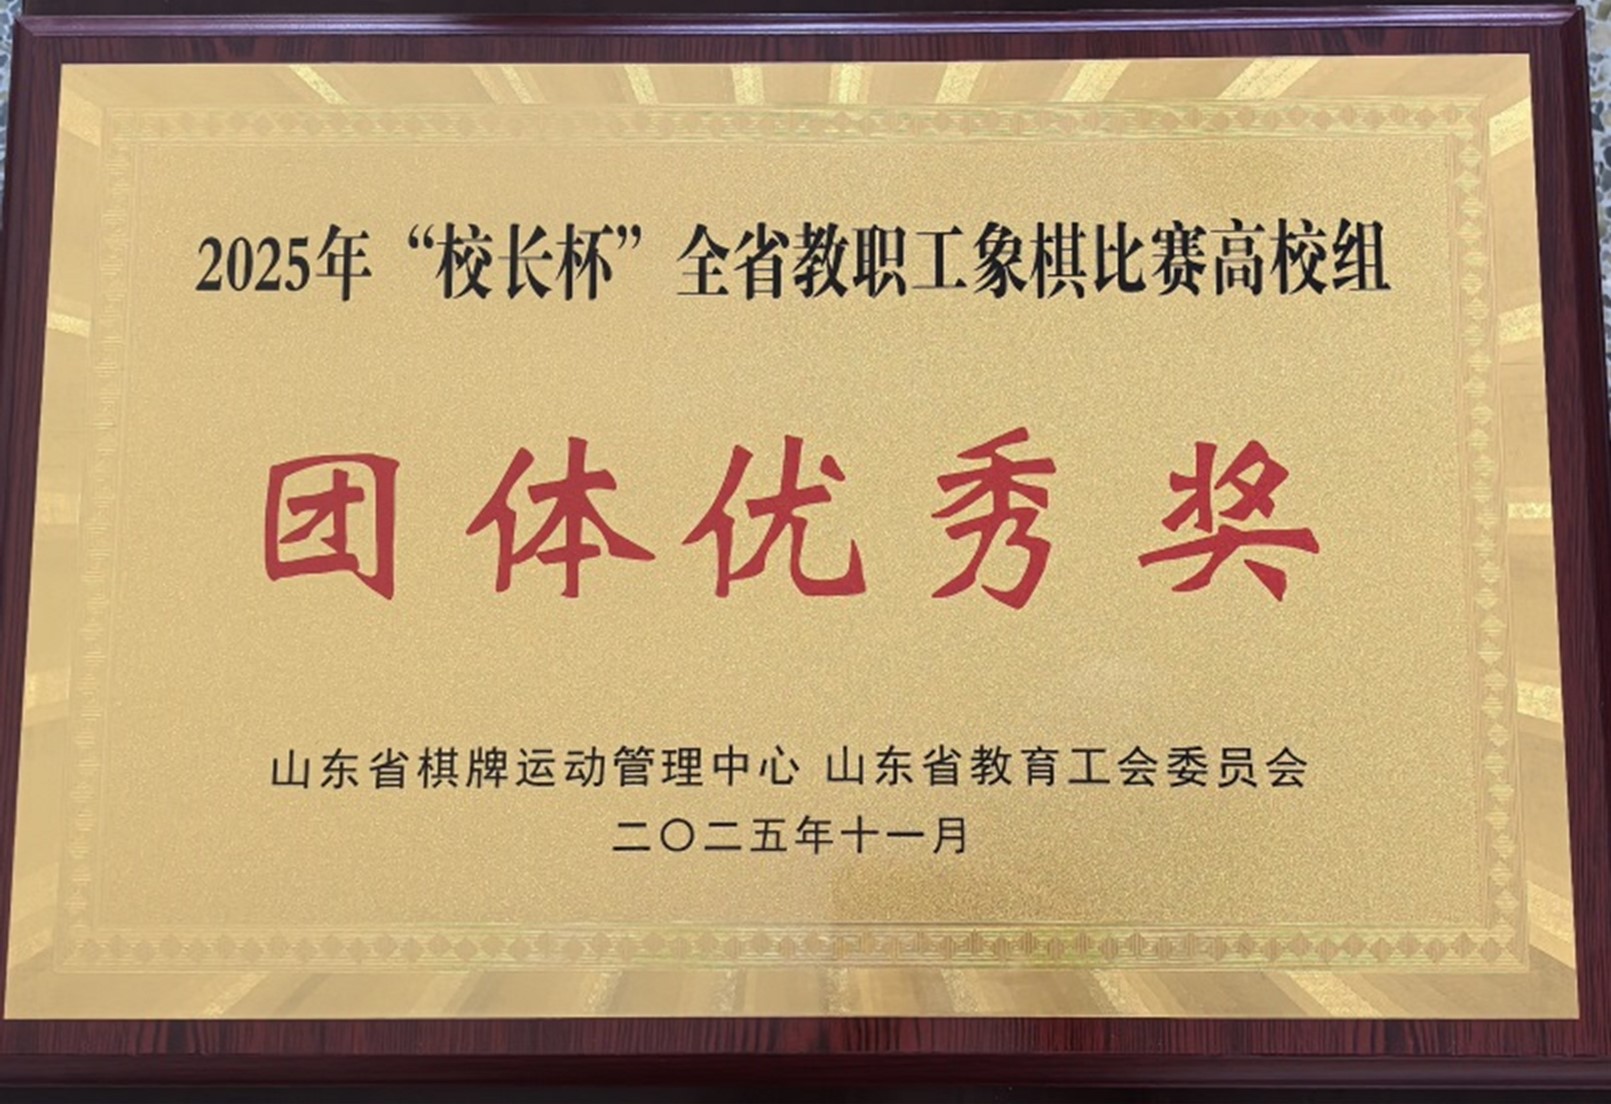 2025年“校长杯”全省教职工象棋比赛高校组
团体优秀奖
山东省棋牌运动管理中心 山东省教育工会委员会
二〇二五年十一月